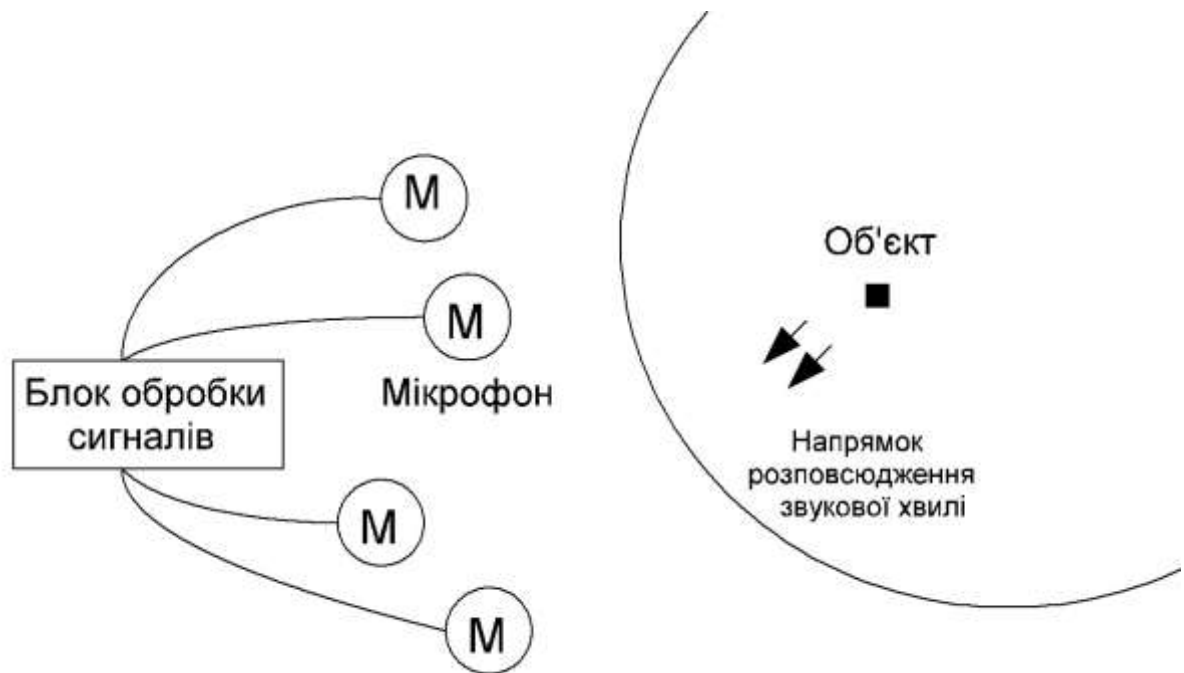 М
М
Блок обробки
сигналів
Мікрофон
М
М
Об'єкт
Напрямок
розповсюдження
звукової хвилі